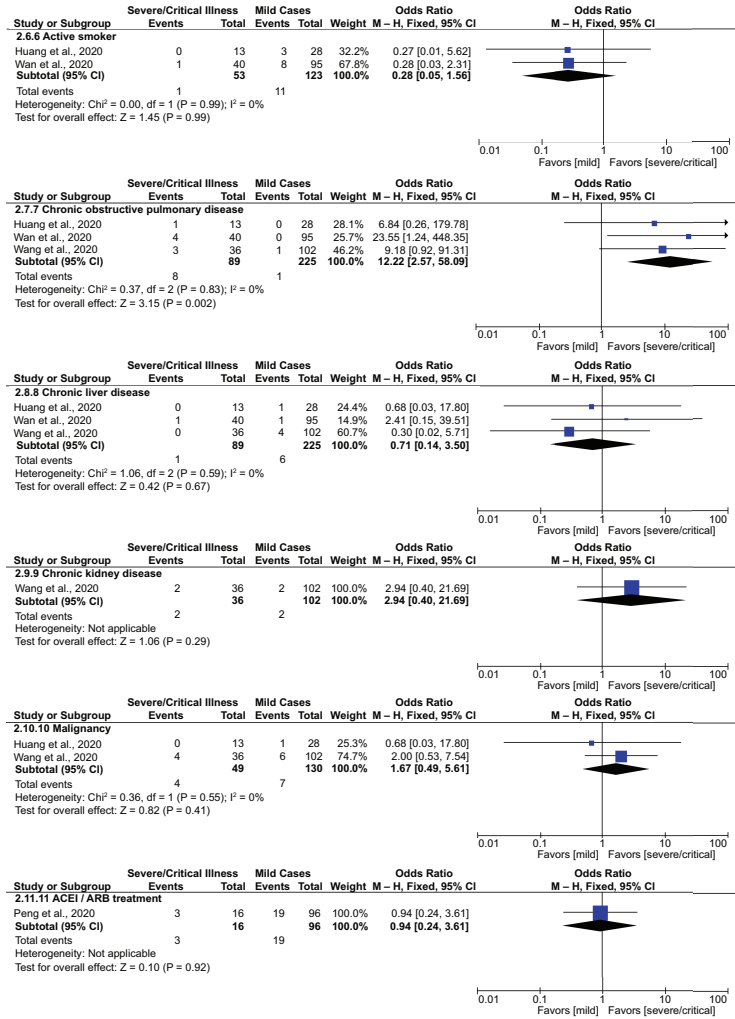 Severe/Critical Illness Mild Cases Odds Ratio Odds Ratio
Study or Subgroup Events Total Events Total Weight M – H, Fixed, 95% CI M – H, Fixed, 95% CI
2.6.6 Active smoker
Huang et al., 2020 0 13 3 28 32.2% 0.27 [0.01, 5.62]
Wan et al., 2020 1 40 8 95 67.8% 0.28 [0.03, 2.31]
Subtotal (95% CI) 53 123 100.0% 0.28 [0.05, 1.56]
Total events 1 11
Heterogeneity: Chi² = 0.00, df = 1 (P = 0.99); I² = 0%
Test for overall effect: Z = 1.45 (P = 0.99)
0.01 0.1 1 10 100
Favors [mild] Favors [severe/critical]
Severe/Critical Illness Mild Cases Odds Ratio Odds Ratio
Study or Subgroup Events Total Events Total Weight M – H, Fixed, 95% CI M – H, Fixed, 95% CI
2.7.7 Chronic obstructive pulmonary disease
Huang et al., 2020 1 13 0 28 28.1% 6.84 [0.26, 179.78]
Wan et al., 2020 4 40 0 95 25.7% 23.55 [1.24, 448.35]
Wang et al., 2020 3 36 1 102 46.2% 9.18 [0.92, 91.31]
Subtotal (95% CI) 89 225 100.0% 12.22 [2.57, 58.09]
Total events 8 1
Heterogeneity: Chi² = 0.37, df = 2 (P = 0.83); I² = 0%
Test for overall effect: Z = 3.15 (P = 0.002)
0.01 0.1 1 10 100
Favors [mild] Favors [severe/critical]
Severe/Critical Illness Mild Cases Odds Ratio Odds Ratio
Study or Subgroup Events Total Events Total Weight M – H, Fixed, 95% CI M – H, Fixed, 95% CI
2.8.8 Chronic liver disease
Huang et al., 2020 0 13 1 28 24.4% 0.68 [0.03, 17.80]
Wan et al., 2020 1 40 1 95 14.9% 2.41 [0.15, 39.51]
Wang et al., 2020 0 36 4 102 60.7% 0.30 [0.02, 5.71]
Subtotal (95% CI) 89 225 100.0% 0.71 [0.14, 3.50]
Total events 1 6
Heterogeneity: Chi² = 1.06, df = 2 (P = 0.59); I² = 0%
Test for overall effect: Z = 0.42 (P = 0.67)
0.01 0.1 1 10 100
Favors [mild] Favors [severe/critical]
Severe/Critical Illness Mild Cases Odds Ratio Odds Ratio
Study or Subgroup Events Total Events Total Weight M – H, Fixed, 95% CI M – H, Fixed, 95% CI
2.9.9 Chronic kidney disease
Wang et al., 2020 2 36 2 102 100.0% 2.94 [0.40, 21.69]
Subtotal (95% CI) 36 102 100.0% 2.94 [0.40, 21.69]
Total events 2 2
Heterogeneity: Not applicable
Test for overall effect: Z = 1.06 (P = 0.29)
0.01 0.1 1 10 100
Favors [mild] Favors [severe/critical]
Severe/Critical Illness Mild Cases Odds Ratio Odds Ratio
Study or Subgroup Events Total Events Total Weight M – H, Fixed, 95% CI M – H, Fixed, 95% CI
2.10.10 Malignancy
Huang et al., 2020 0 13 1 28 25.3% 0.68 [0.03, 17.80]
Wang et al., 2020 4 36 6 102 74.7% 2.00 [0.53, 7.54]
Subtotal (95% CI) 49 130 100.0% 1.67 [0.49, 5.61]
Total events 4 7
Heterogeneity: Chi² = 0.36, df = 1 (P = 0.55); I² = 0%
Test for overall effect: Z = 0.82 (P = 0.41)
0.01 0.1 1 10 100
Favors [mild] Favors [severe/critical]
Severe/Critical Illness Mild Cases Odds Ratio Odds Ratio
Study or Subgroup Events Total Events Total Weight M – H, Fixed, 95% CI M – H, Fixed, 95% CI
2.11.11 ACEI / ARB treatment
Peng et al., 2020 3 16 19 96 100.0% 0.94 [0.24, 3.61]
Subtotal (95% CI) 16 96 100.0% 0.94 [0.24, 3.61]
Total events 3 19
Heterogeneity: Not applicable
Test for overall effect: Z = 0.10 (P = 0.92)
0.01 0.1 1 10 100
Favors [mild] Favors [severe/critical]